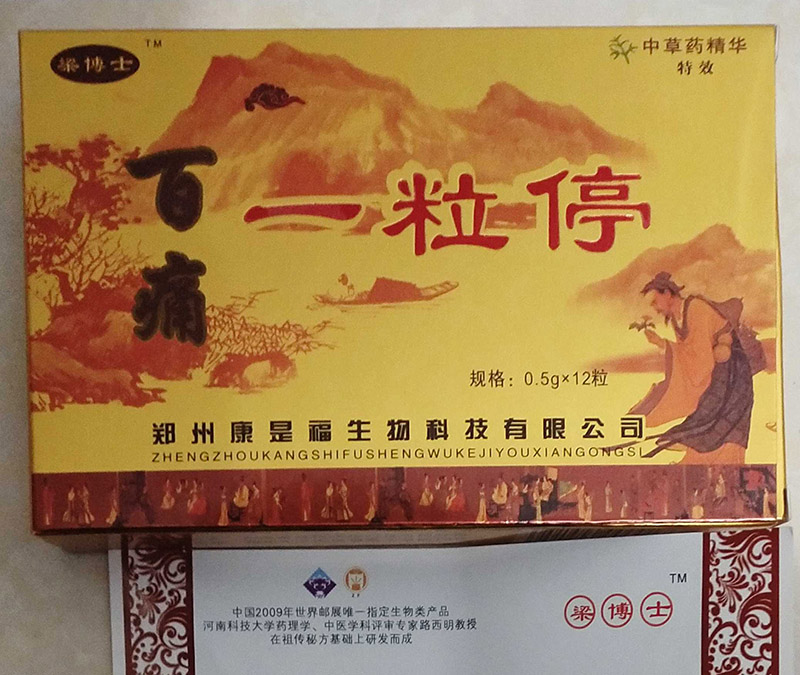 梁博士 TM
中草药精华
特效
百痛
一粒停
规格：0.5g×12粒
郑州康是福生物科技有限公司
ZHENGZHOUKANGSHIFUSHENGWUKEJIYOUXIANGONGSI
TM
梁博士
中国2009年世界邮展唯一指定生物类产品
河南科技大学药理学、中医学科评审专家路西明教授
在祖传秘方基础上研发而成